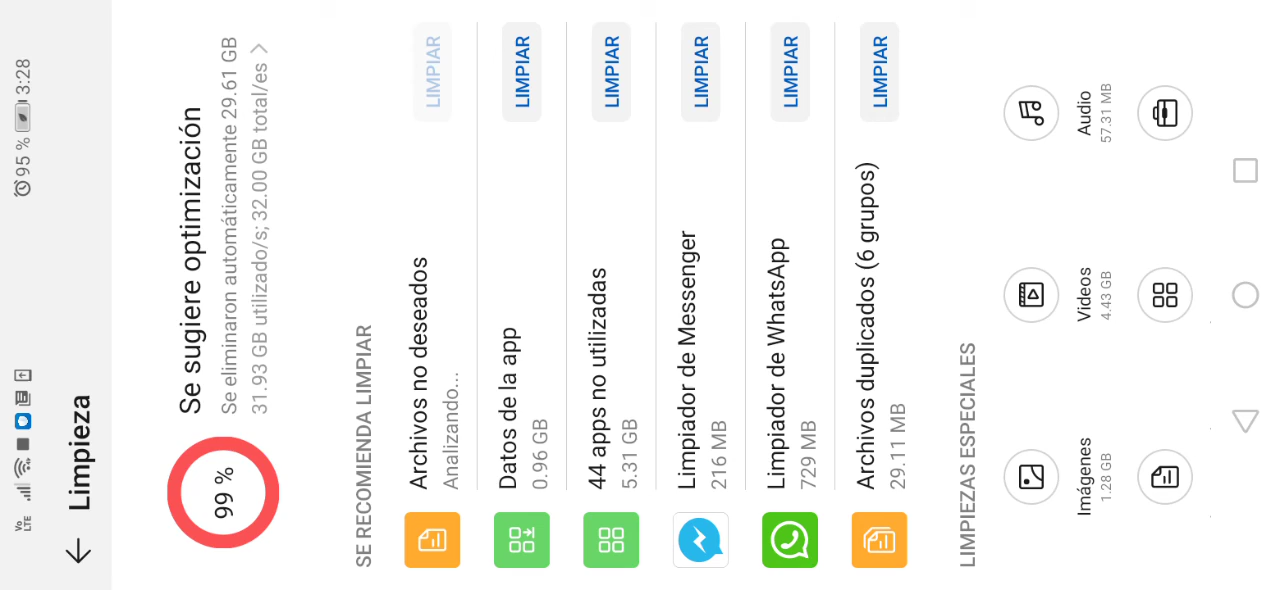 Vo
LTE
95 % 3:28
Limpieza
99 %
Se sugiere optimización
Se eliminaron automáticamente 29.61 GB
31.93 GB utilizado/s; 32.00 GB total/es
SE RECOMIENDA LIMPIAR
Archivos no deseados
Analizando...
LIMPIAR
Datos de la app
0.96 GB
LIMPIAR
44 apps no utilizadas
5.31 GB
LIMPIAR
Limpiador de Messenger
216 MB
LIMPIAR
Limpiador de WhatsApp
729 MB
LIMPIAR
Archivos duplicados (6 grupos)
29.11 MB
LIMPIAR
LIMPIEZAS ESPECIALES
Imágenes
1.28 GB
Videos
4.43 GB
Audio
57.31 MB